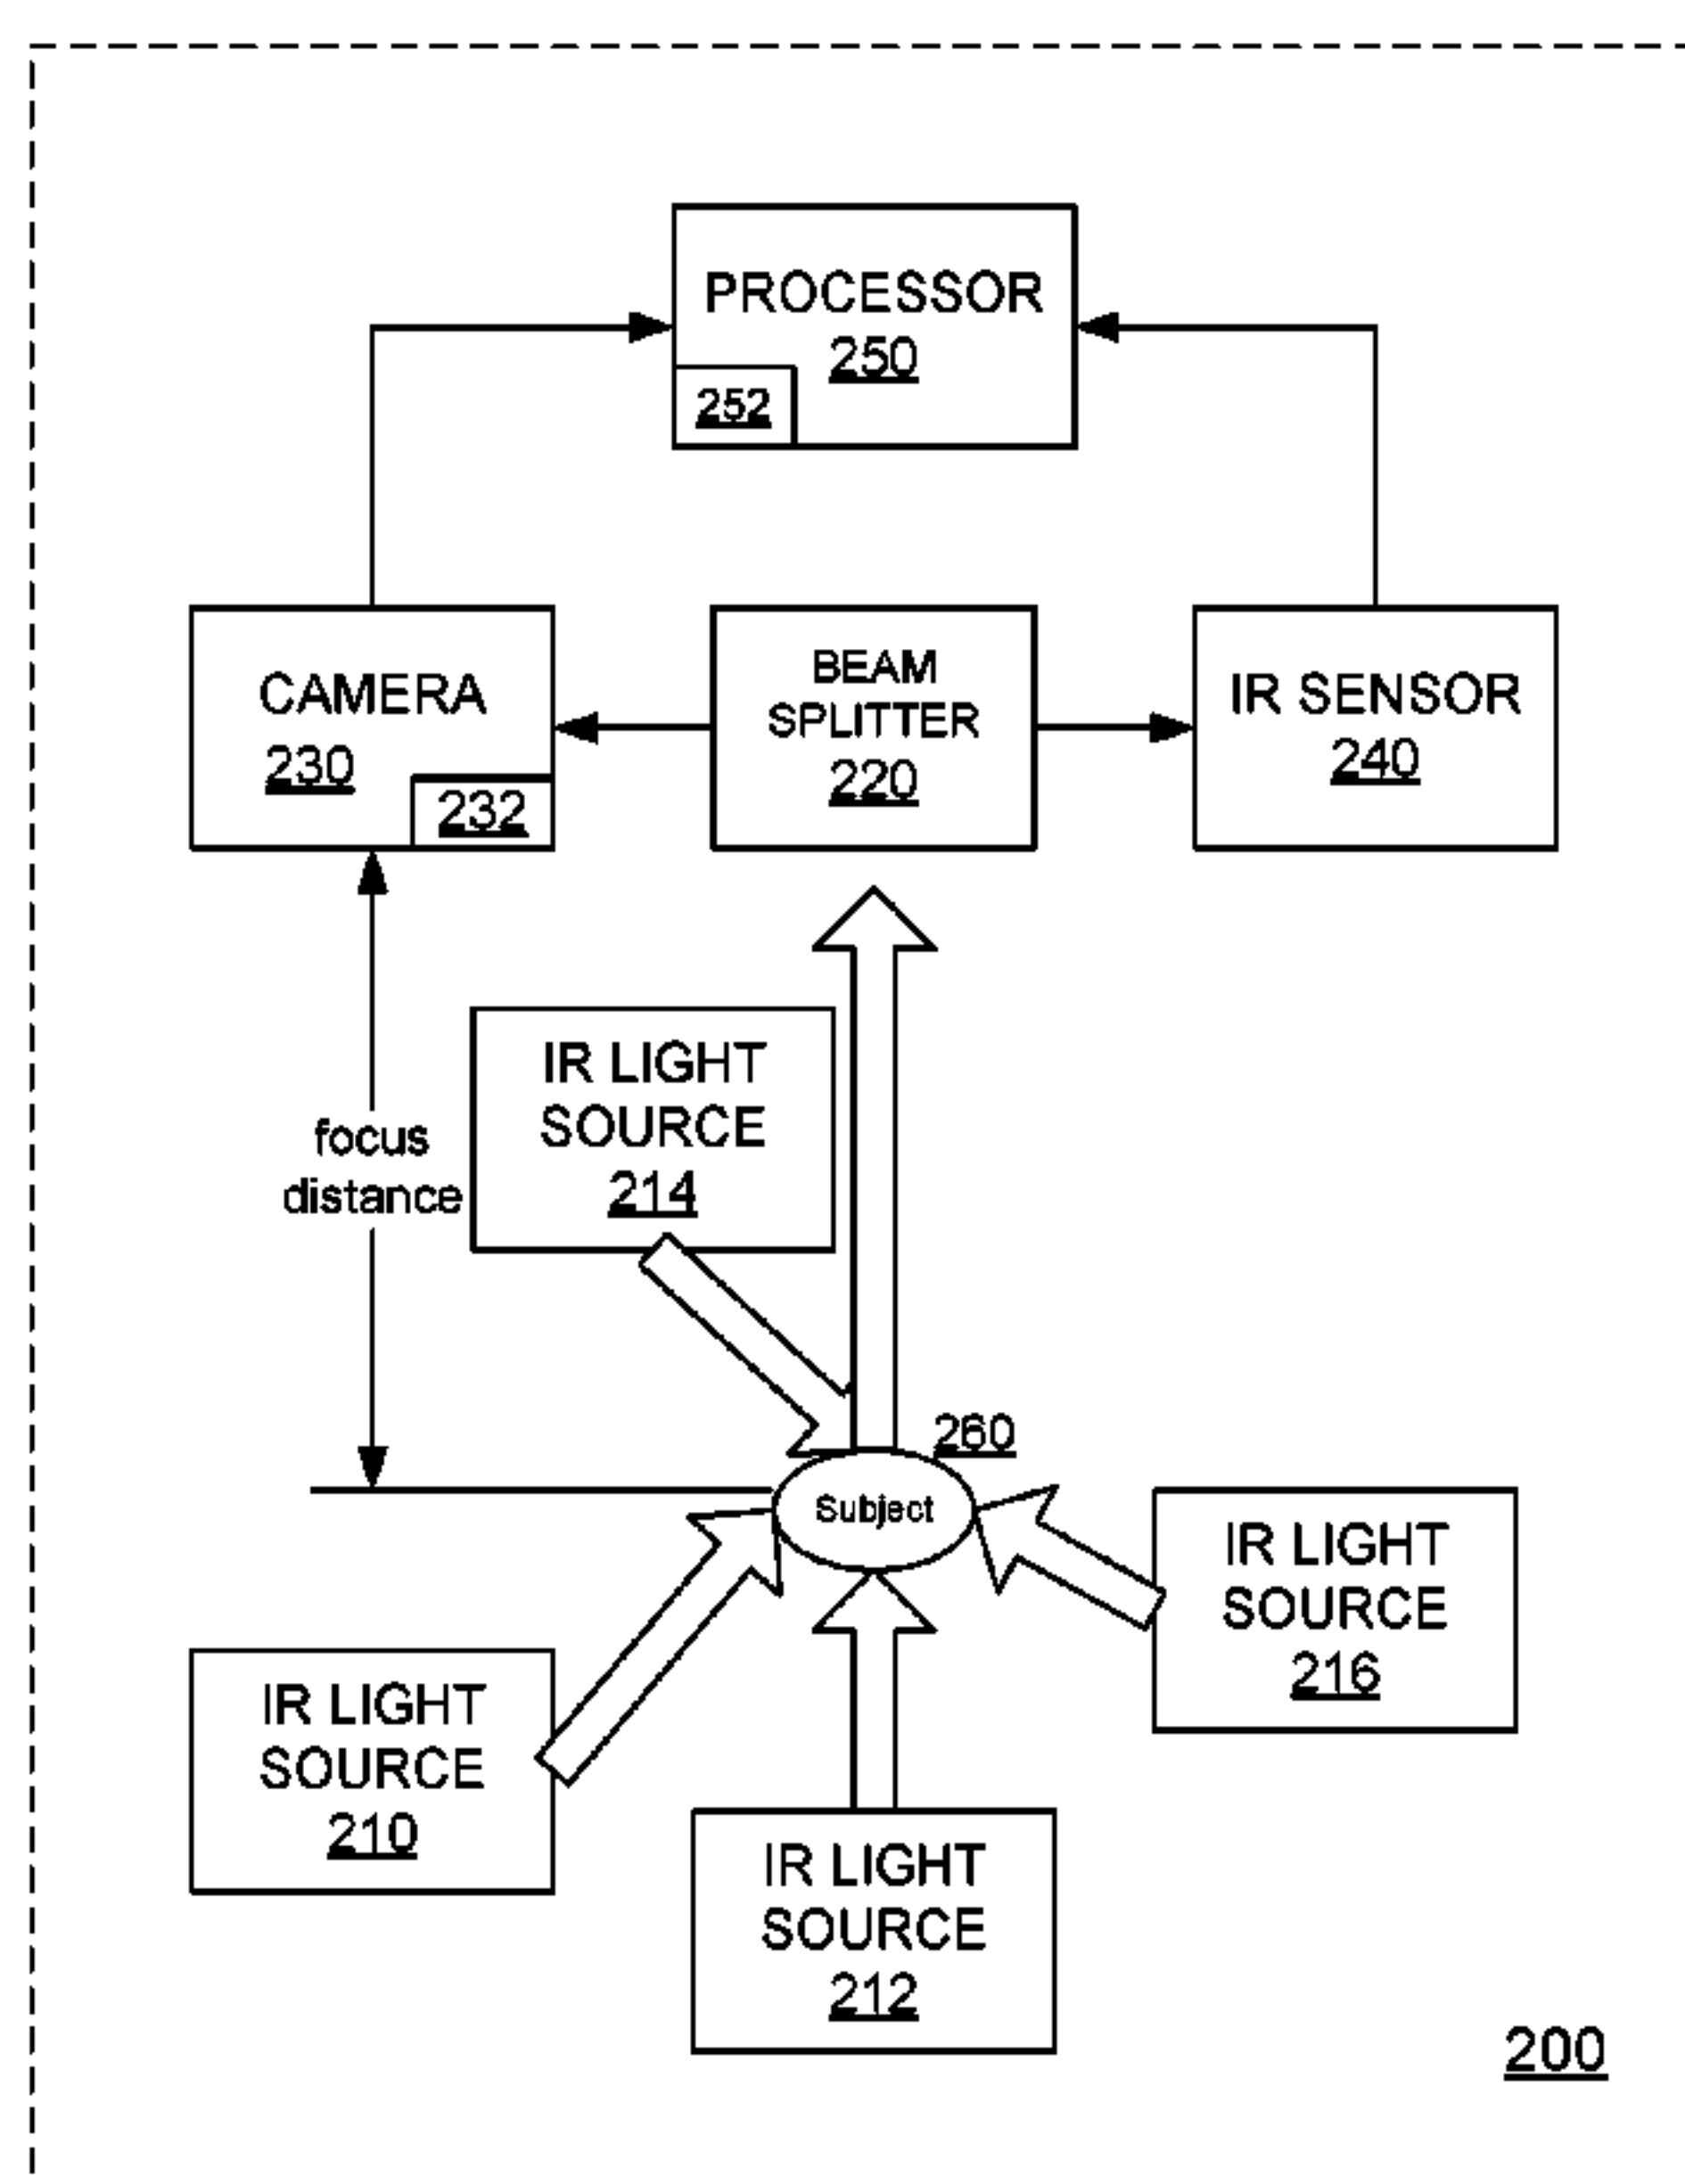 PROCESSOR
250
252
CAMERA
230
232
BEAM
SPLITTER
220
IR SENSOR
240
IR LIGHT
SOURCE
214
focus
distance
260
Subject
IR LIGHT
SOURCE
216
IR LIGHT
SOURCE
210
IR LIGHT
SOURCE
212
200